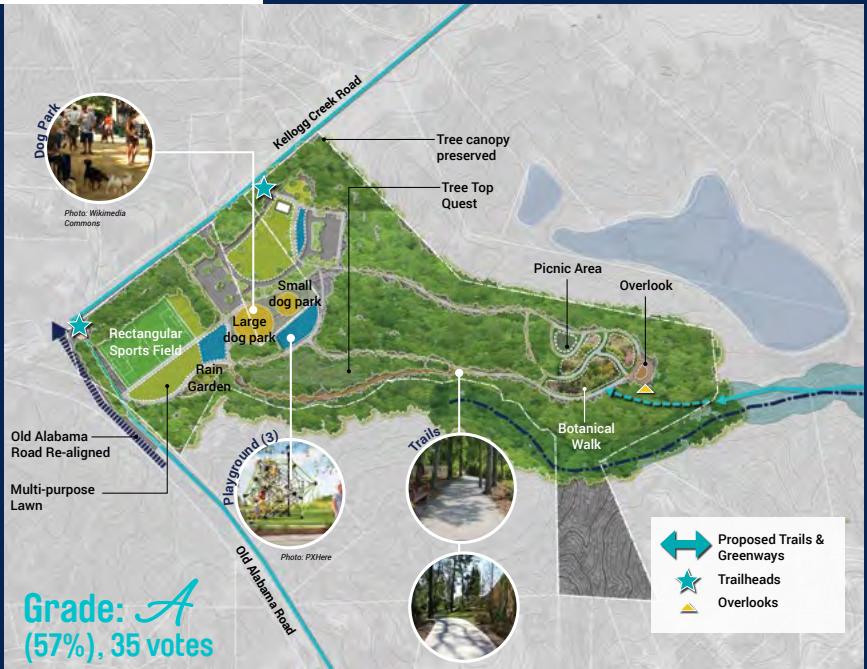 Kellogg Creek Road
Dog Park
Photo: Wikimedia
Commons
Tree canopy
preserved
Tree Top
Quest
Picnic Area
Overlook
Small
dog park
Large
dog park
Rectangular
Sports Field
Rain
Garden
Botanical
Walk
Old Alabama
Road Re-aligned
Multi-purpose
Lawn
Playground (3)
Photo: PXHere
Trails
Old Alabama Road
Proposed Trails &
Greenways
Trailheads
Overlooks
Grade: A
(57%), 35 votes